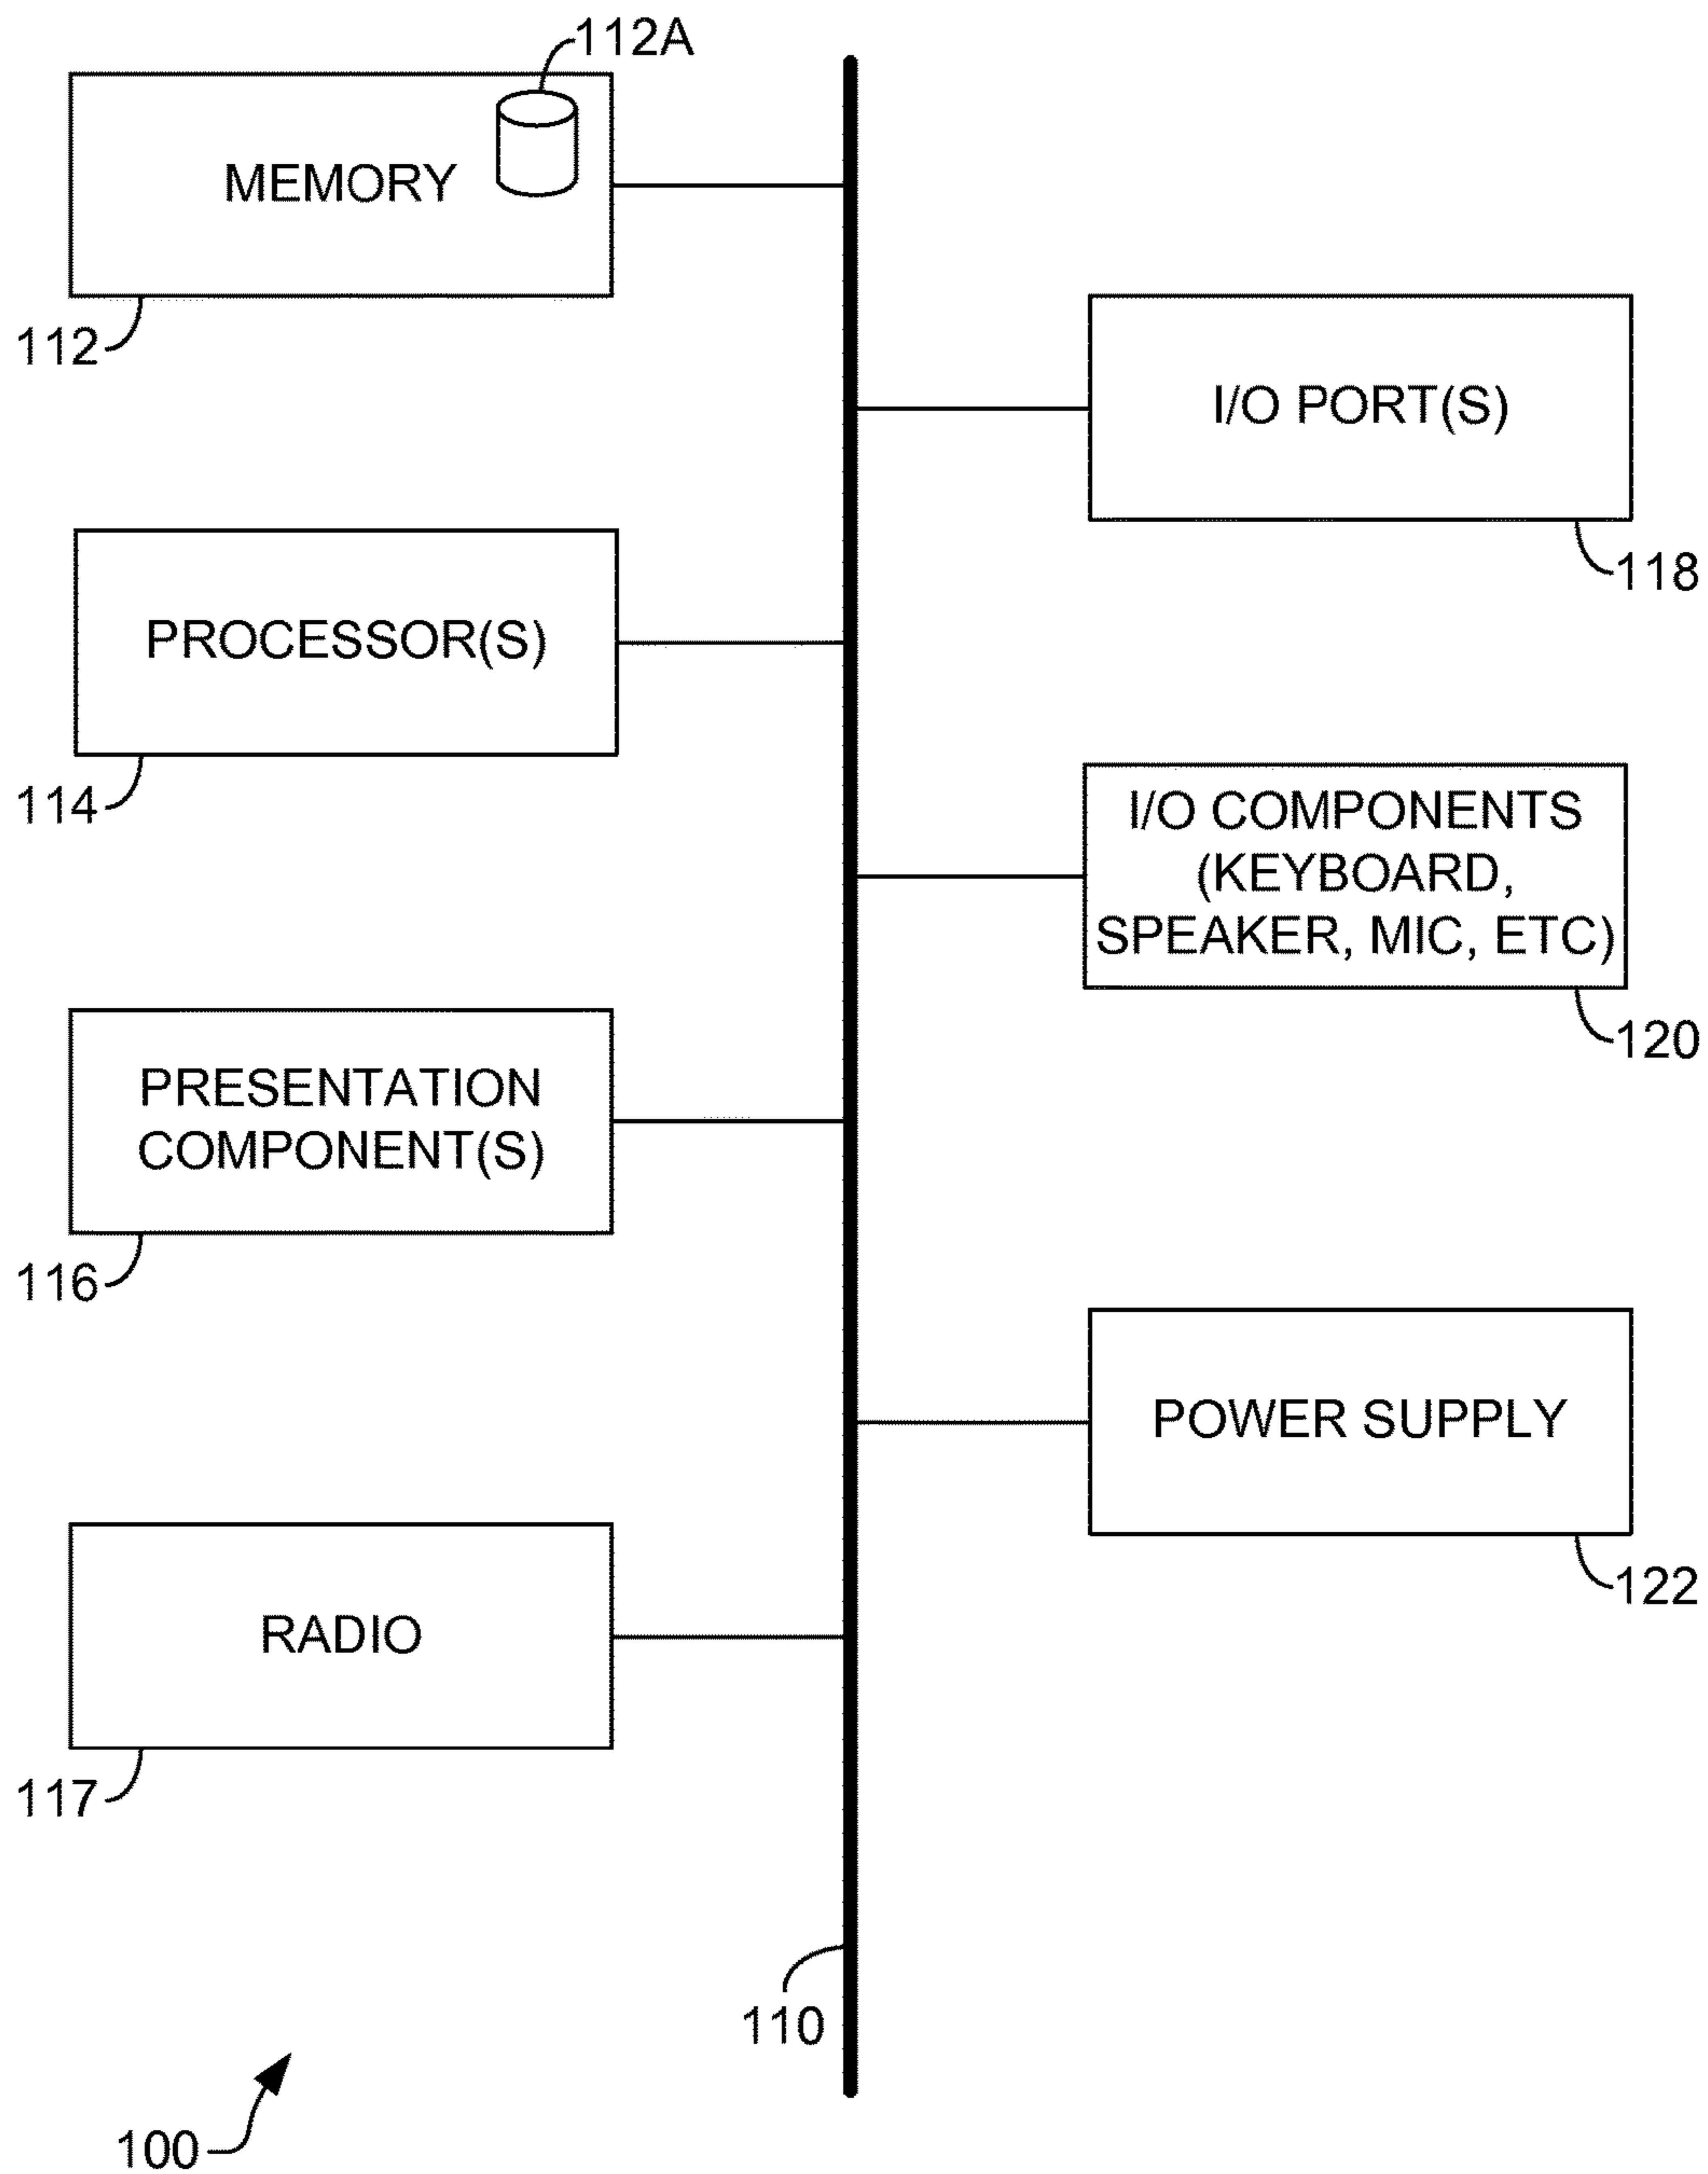 112A
MEMORY
112
I/O PORT(S)
118
PROCESSOR(S)
114
I/O COMPONENTS
(KEYBOARD,
SPEAKER, MIC, ETC)
120
PRESENTATION
COMPONENT(S)
116
POWER SUPPLY
122
RADIO
117
110
100